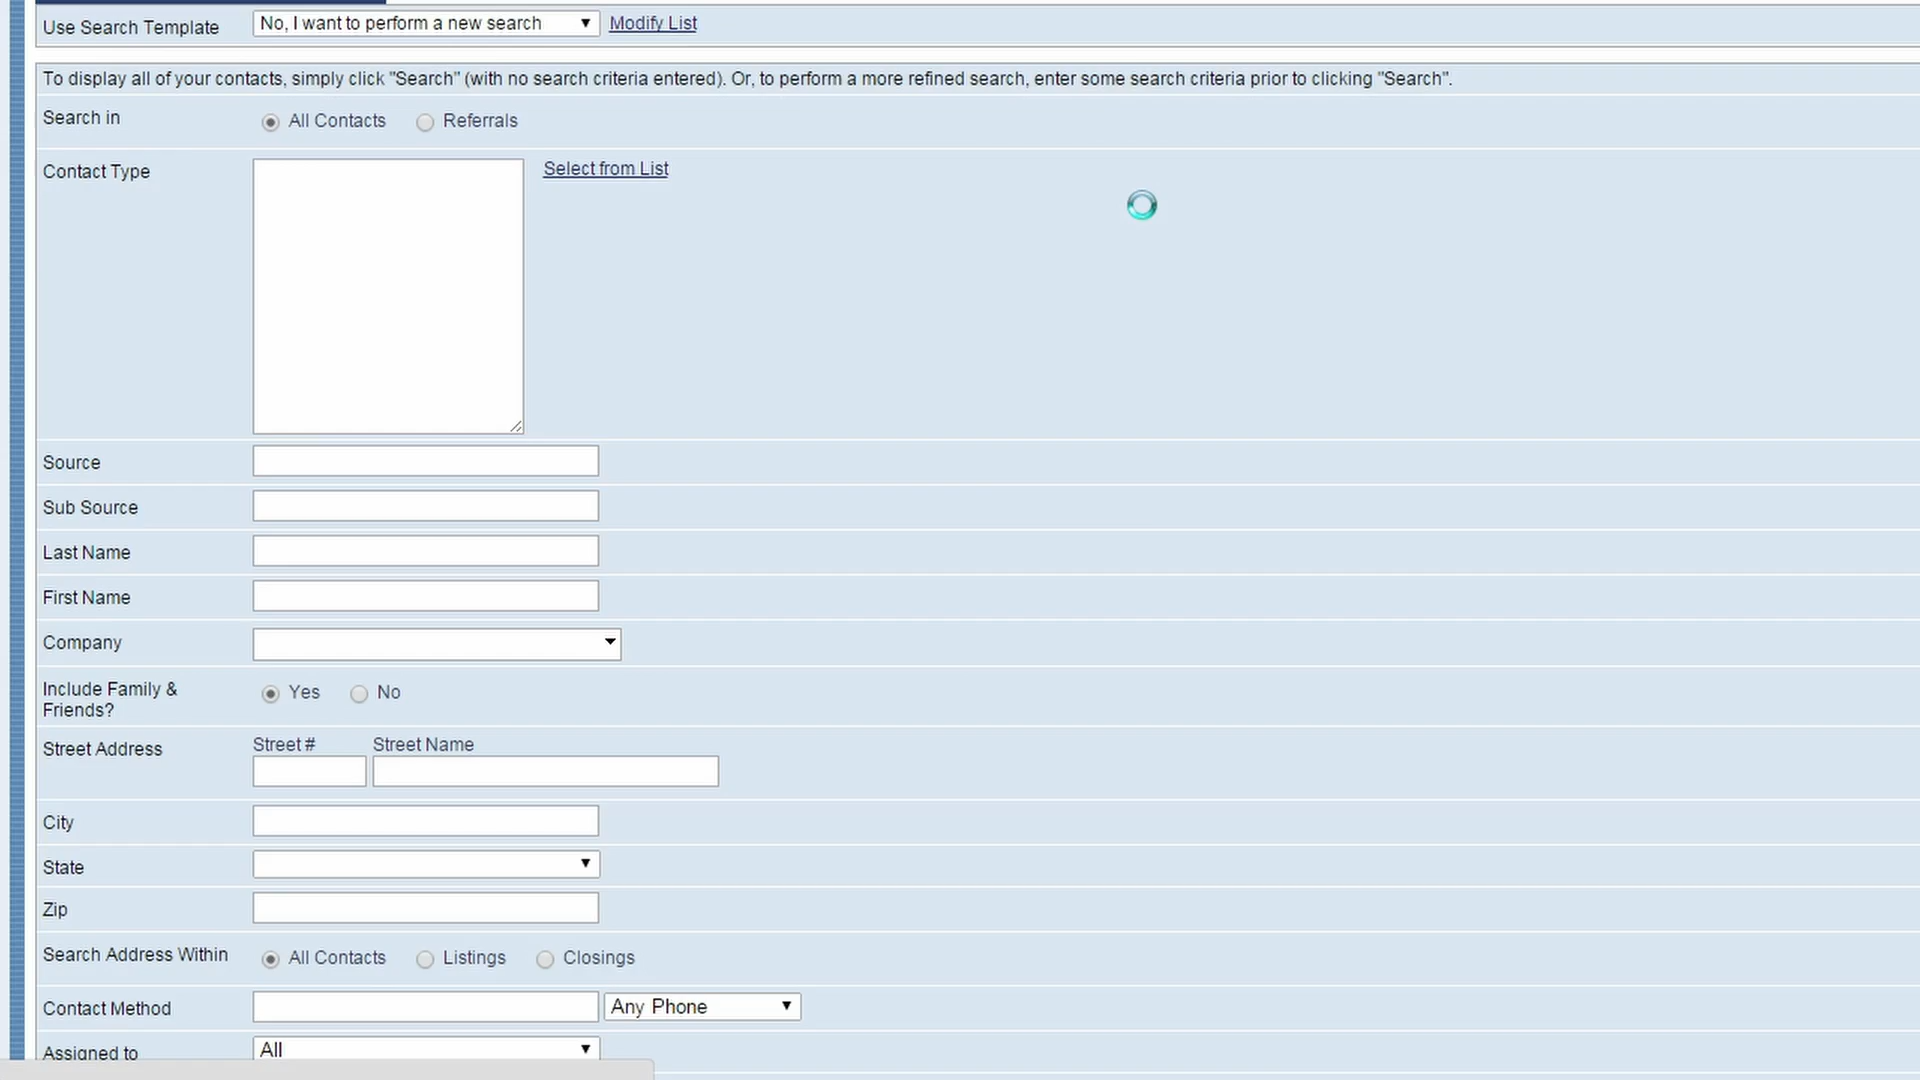 Use Search Template No, I want to perform a new search Modify List
To display all of your contacts, simply click "Search" (with no search criteria entered). Or, to perform a more refined search, enter some search criteria prior to clicking "Search".
Search in All Contacts Referrals
Contact Type Select from List
Source
Sub Source
Last Name
First Name
Company
Include Family &
Friends? Yes No
Street Address Street # Street Name
City
State
Zip
Search Address Within All Contacts Listings Closings
Contact Method Any Phone
Assigned to All